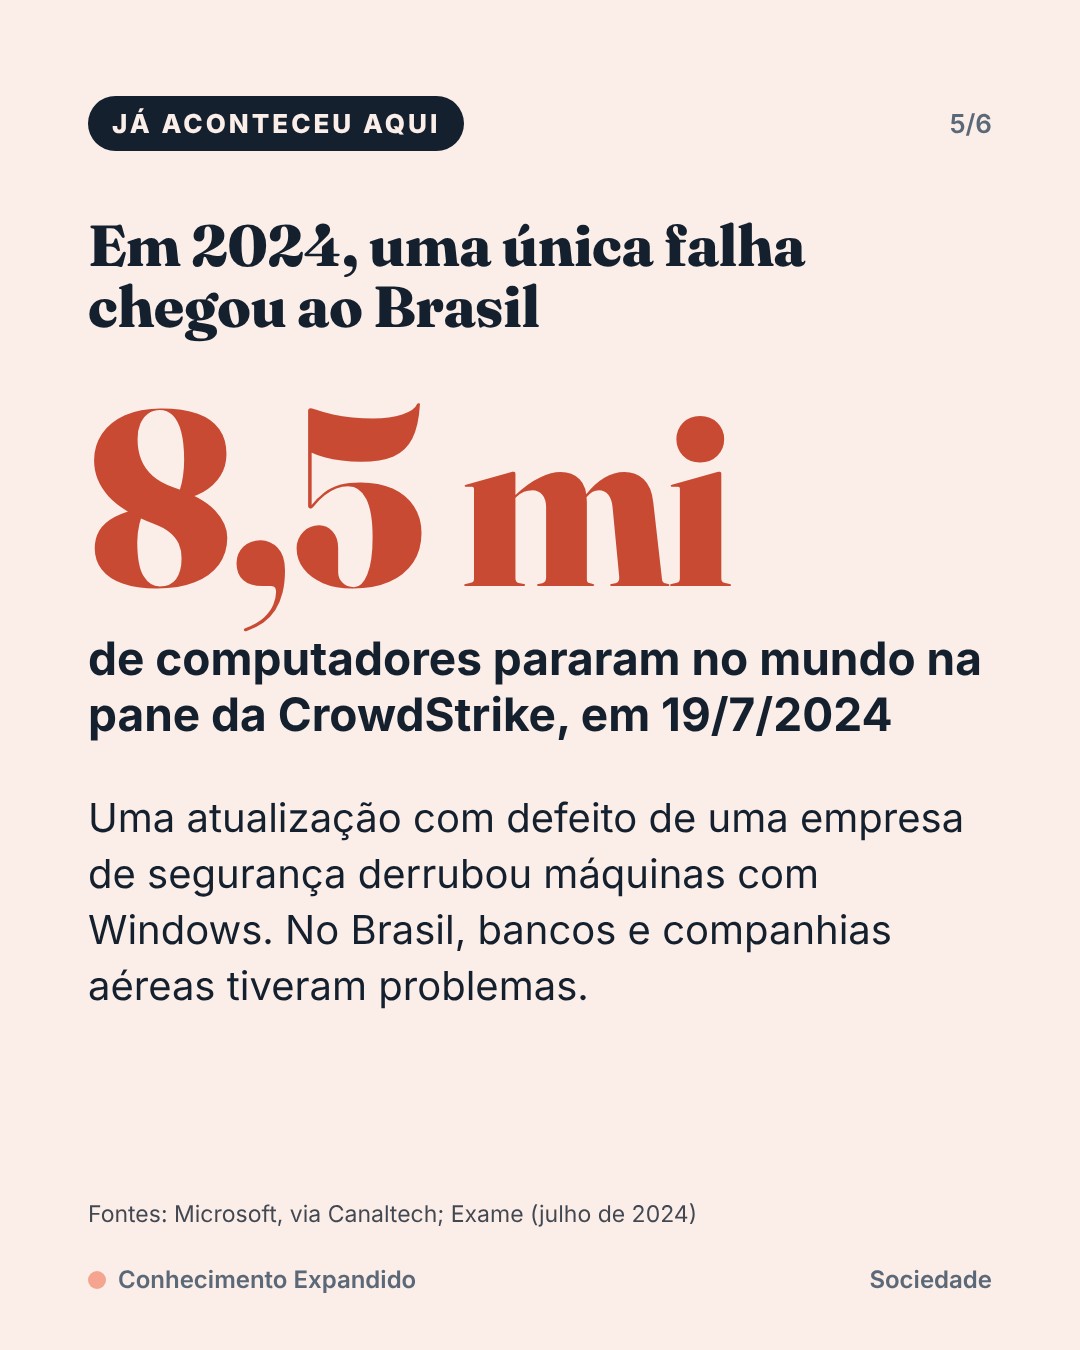 JÁ ACONTECEU AQUI
5/6
Em 2024, uma única falha
chegou ao Brasil
8,5 mi
de computadores pararam no mundo na
pane da CrowdStrike, em 19/7/2024
Uma atualização com defeito de uma empresa
de segurança derrubou máquinas com
Windows. No Brasil, bancos e companhias
aéreas tiveram problemas.
Fontes: Microsoft, via Canaltech; Exame (julho de 2024)
Conhecimento Expandido
Sociedade